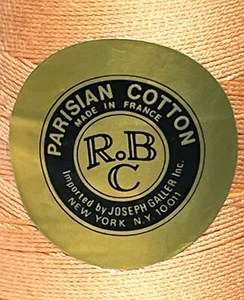 PARISIAN COTTON
MADE IN FRANCE
R.B
C
Imported by JOSEPH GALLER Inc.
NEW YORK N.Y. 10011